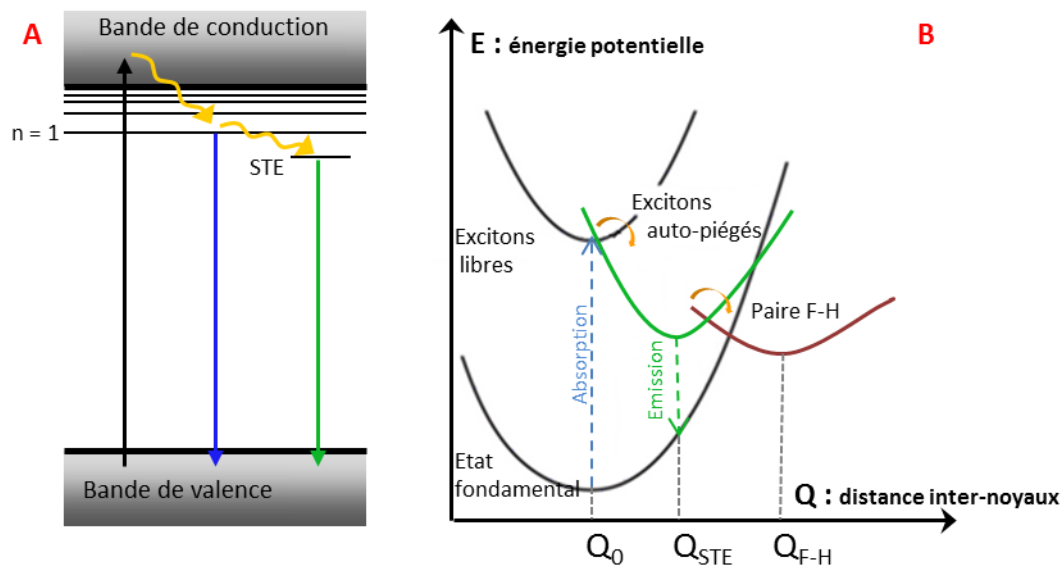 A
Bande de conduction
n = 1
STE
Bande de valence
B
E : énergie potentielle
Excitons
auto-piégés
Excitons
libres
Paire F-H
Absorption
Emission
Etat
fondamental
Q : distance inter-noyaux
Q0
QSTE
QF-H